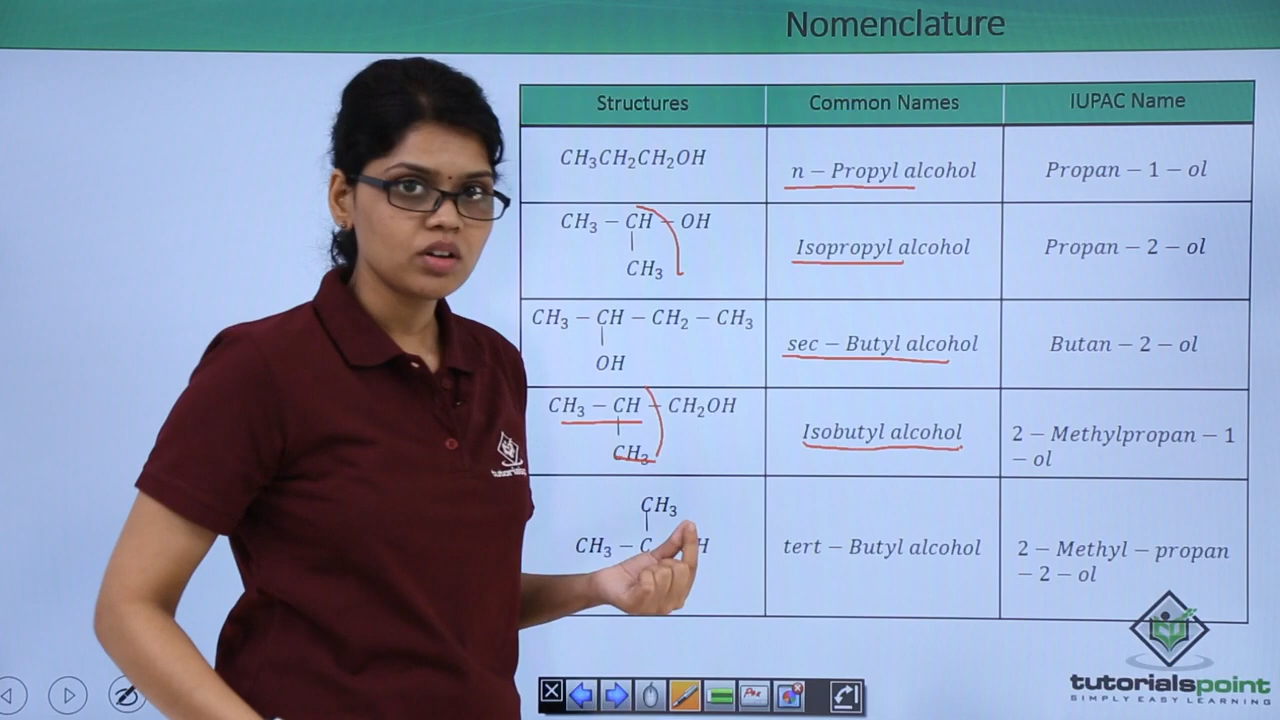 Nomenclature
Structures Common Names IUPAC Name
CH₃CH₂CH₂OH n − Propyl alcohol Propan − 1 − ol
CH₃ − CH − OH
|
CH₃
Isopropyl alcohol Propan − 2 − ol
CH₃ − CH − CH₂ − CH₃
|
OH
sec − Butyl alcohol Butan − 2 − ol
CH₃ − CH − CH₂OH
|
CH₃
Isobutyl alcohol 2 − Methylpropan − 1
− ol
CH₃
|
CH₃ − C H
tert − Butyl alcohol 2 − Methyl − propan
− 2 − ol
tutorialspoint
SIMPLY EASY LEARNING
Pen